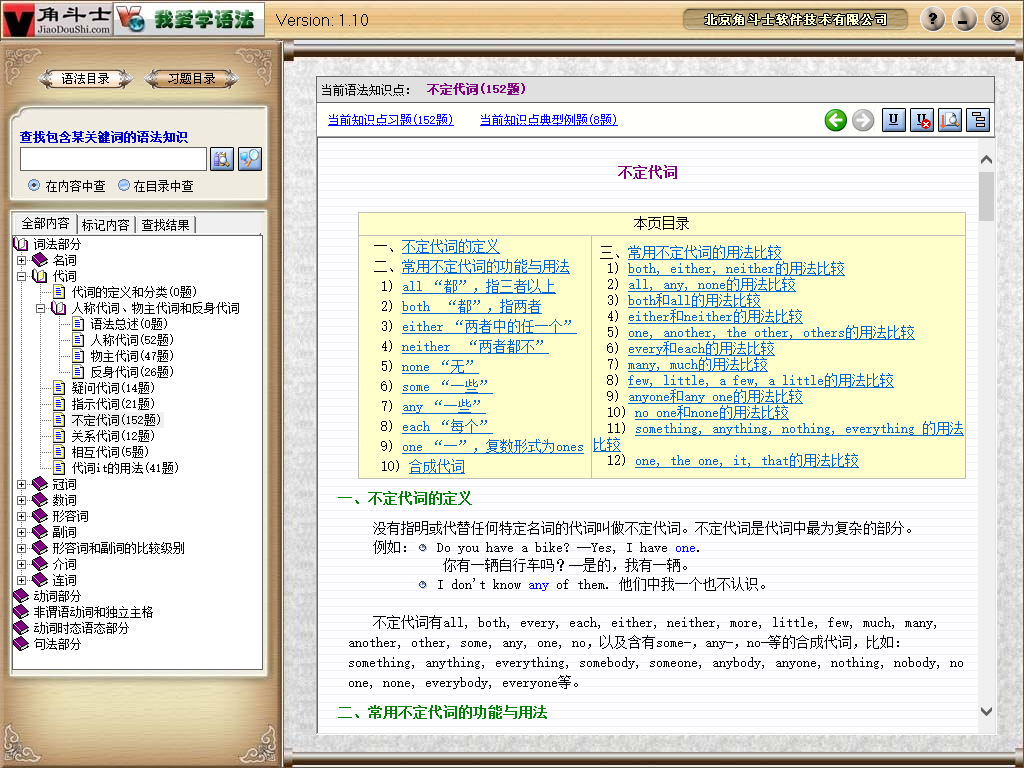 角斗士
JiaoDouShi.com
我爱学语法
Version: 1.10
北京角斗士软件技术有限公司
语法目录
习题目录
查找包含某关键词的语法知识
在内容中查
在目录中查
全部内容
标记内容
查找结果
词法部分
名词
代词
代词的定义和分类(0题)
人称代词、物主代词和反身代词
语法总述(0题)
人称代词(52题)
物主代词(47题)
反身代词(26题)
疑问代词(14题)
指示代词(21题)
不定代词(152题)
关系代词(12题)
相互代词(5题)
代词it的用法(41题)
冠词
数词
形容词
副词
形容词和副词的比较级别
介词
连词
动词部分
非谓语动词和独立主格
动词时态语态部分
句法部分
当前语法知识点： 不定代词(152题)
当前知识点习题(152题)
当前知识点典型例题(8题)
不定代词
本页目录
一、不定代词的定义
二、常用不定代词的功能与用法
1) all “都”，指三者以上
2) both “都”，指两者
3) either “两者中的任一个”
4) neither “两者都不”
5) none “无”
6) some “一些”
7) any “一些”
8) each “每个”
9) one “一”，复数形式为ones
10) 合成代词
三、常用不定代词的用法比较
1) both, either, neither的用法比较
2) all, any, none的用法比较
3) both和all的用法比较
4) either和neither的用法比较
5) one, another, the other, others的用法比较
6) every和each的用法比较
7) many, much的用法比较
8) few, little, a few, a little的用法比较
9) anyone和any one的用法比较
10) no one和none的用法比较
11) something, anything, nothing, everything 的用法
比较
12) one, the one, it, that的用法比较
一、不定代词的定义
没有指明或代替任何特定名词的代词叫做不定代词。不定代词是代词中最为复杂的部分。
例如： Do you have a bike? —Yes, I have one.
你有一辆自行车吗？—是的，我有一辆。
I don't know any of them. 他们中我一个也不认识。
不定代词有all, both, every, each, either, neither, more, little, few, much, many,
another, other, some, any, one, no，以及含有some-, any-, no-等的合成代词，比如：
something, anything, everything, somebody, someone, anybody, anyone, nothing, nobody, no
one, none, everybody, everyone等。
二、常用不定代词的功能与用法